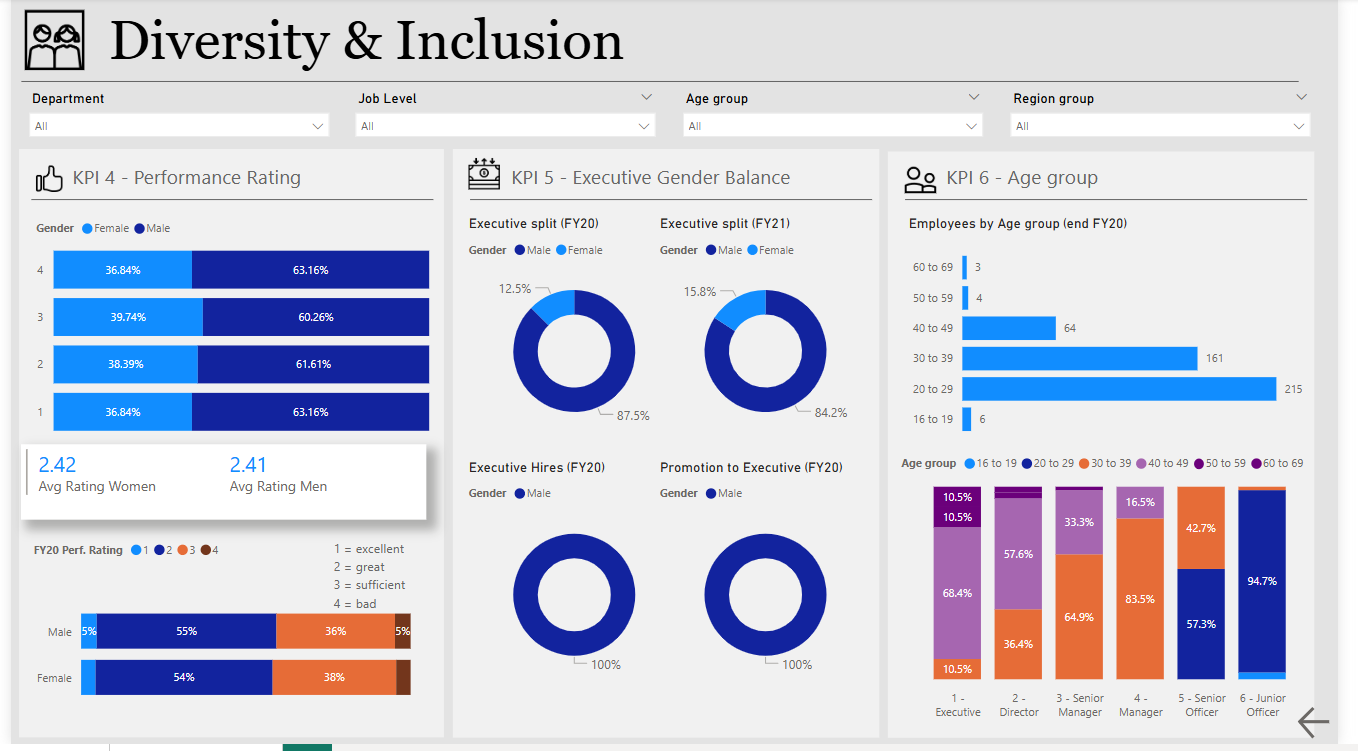 Diversity & Inclusion
Department
Job Level
Age group
Region group
All
All
All
All
KPI 4 - Performance Rating
Gender Female Male
4 36.84% 63.16%
3 39.74% 60.26%
2 38.39% 61.61%
1 36.84% 63.16%
2.42
Avg Rating Women
2.41
Avg Rating Men
FY20 Perf. Rating 1 2 3 4
1 = excellent
2 = great
3 = sufficient
4 = bad
Male 5% 55% 36% 5%
Female 54% 38%
KPI 5 - Executive Gender Balance
Executive split (FY20)
Gender Male Female
12.5%
87.5%
Executive split (FY21)
Gender Male Female
15.8%
84.2%
Executive Hires (FY20)
Gender Male
100%
Promotion to Executive (FY20)
Gender Male
100%
KPI 6 - Age group
Employees by Age group (end FY20)
60 to 69 3
50 to 59 4
40 to 49 64
30 to 39 161
20 to 29 215
16 to 19 6
Age group 16 to 19 20 to 29 30 to 39 40 to 49 50 to 59 60 to 69
10.5%
10.5%
68.4%
10.5%
57.6%
36.4%
33.3%
64.9%
16.5%
83.5%
42.7%
57.3%
94.7%
1 -
Executive
2 -
Director
3 - Senior
Manager
4 -
Manager
5 - Senior
Officer
6 - Junior
Officer